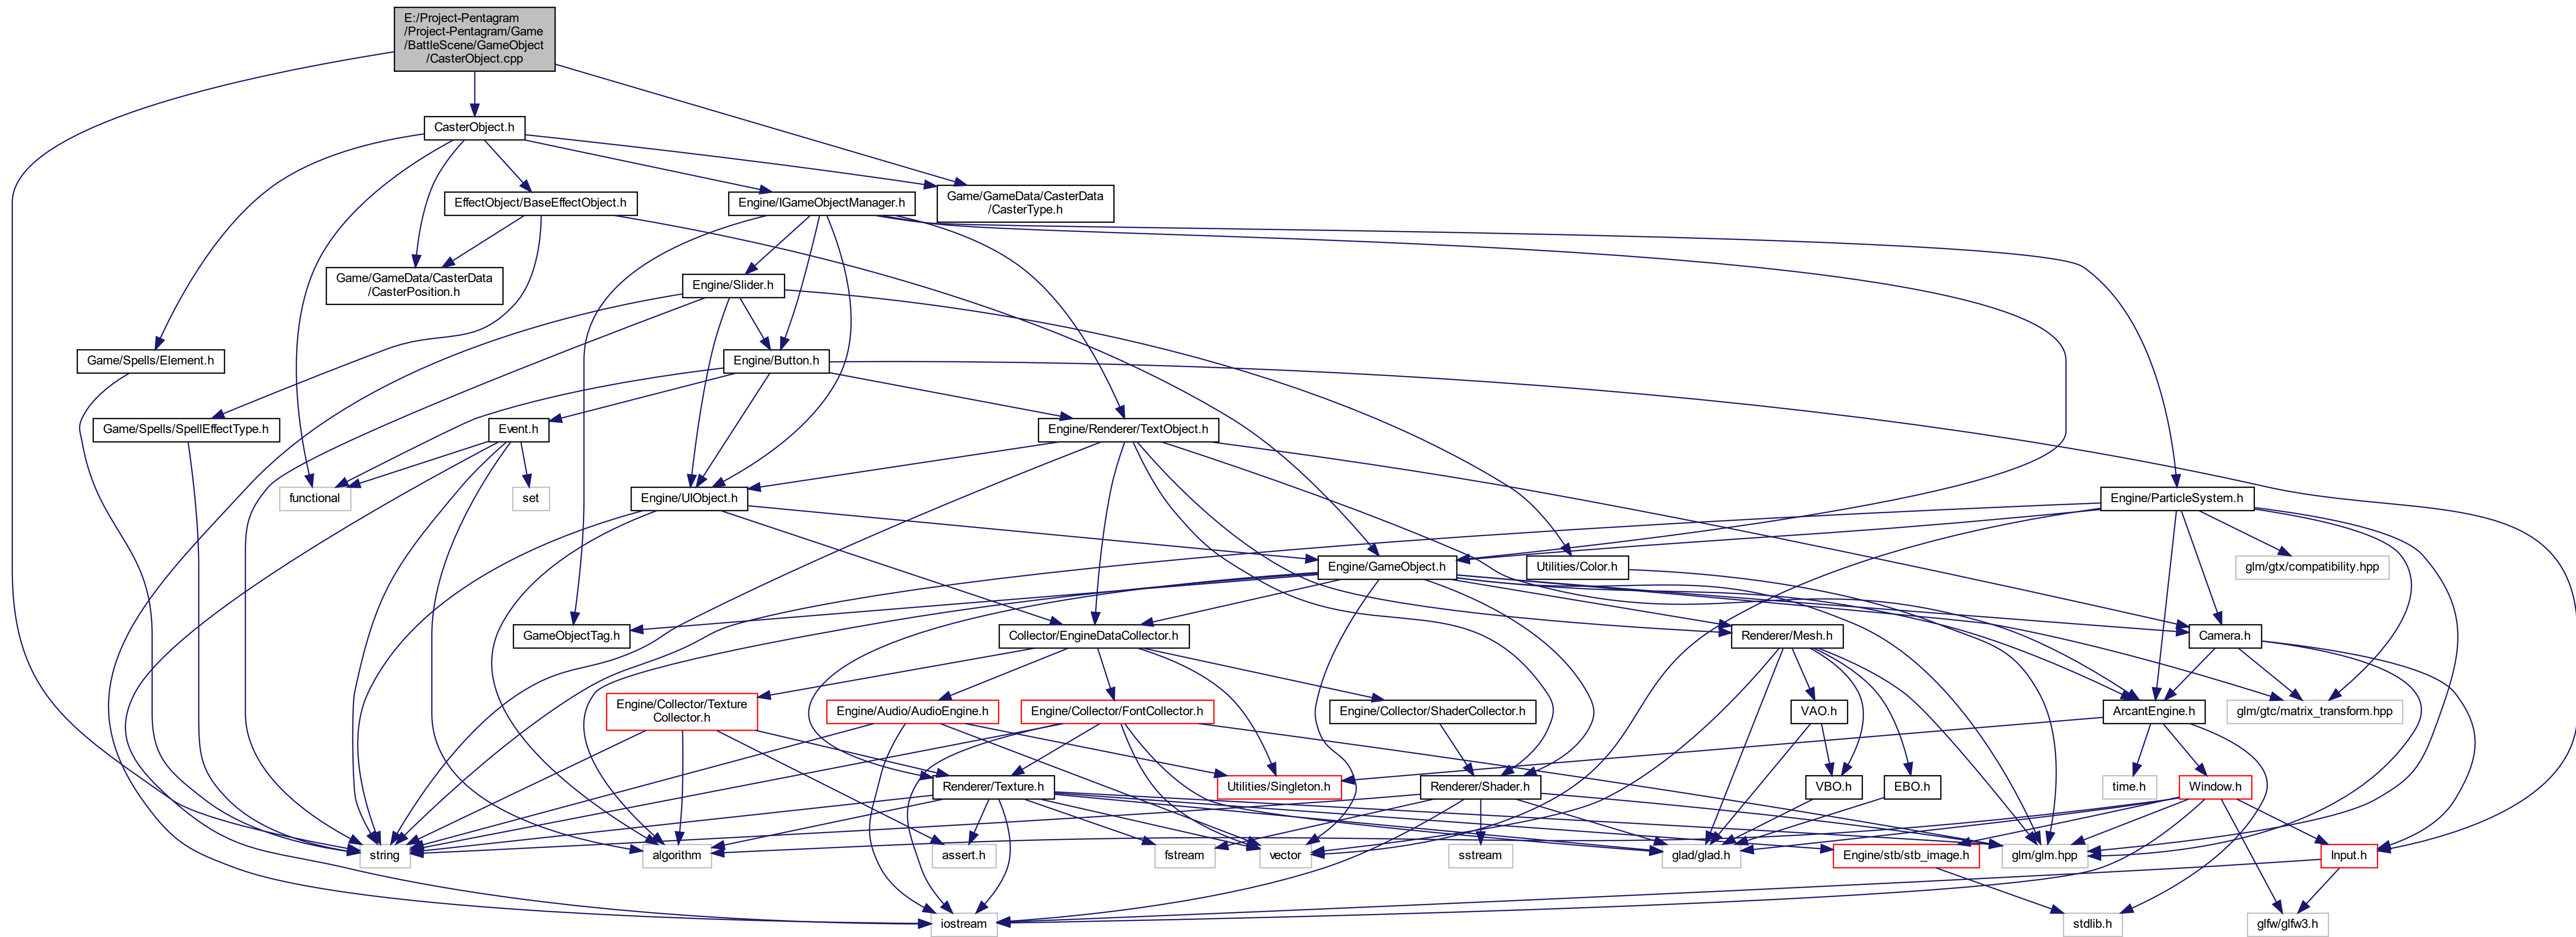 E:/Project-Pentagram
/Project-Pentagram/Game
/BattleScene/GameObject
/CasterObject.cpp
CasterObject.h
EffectObject/BaseEffectObject.h
Engine/IGameObjectManager.h
Game/GameData/CasterData
/CasterType.h
Game/GameData/CasterData
/CasterPosition.h
Engine/Slider.h
Game/Spells/Element.h
Engine/Button.h
Game/Spells/SpellEffectType.h
Event.h
Engine/Renderer/TextObject.h
functional
set
Engine/UIObject.h
Engine/ParticleSystem.h
Engine/GameObject.h
Utilities/Color.h
glm/gtx/compatibility.hpp
GameObjectTag.h
Collector/EngineDataCollector.h
Renderer/Mesh.h
Camera.h
Engine/Collector/Texture
Collector.h
Engine/Audio/AudioEngine.h
Engine/Collector/FontCollector.h
Engine/Collector/ShaderCollector.h
VAO.h
ArcantEngine.h
glm/gtc/matrix_transform.hpp
Renderer/Texture.h
Utilities/Singleton.h
Renderer/Shader.h
VBO.h
EBO.h
time.h
Window.h
string
algorithm
assert.h
fstream
vector
sstream
glad/glad.h
Engine/stb/stb_image.h
glm/glm.hpp
Input.h
iostream
stdlib.h
glfw/glfw3.h